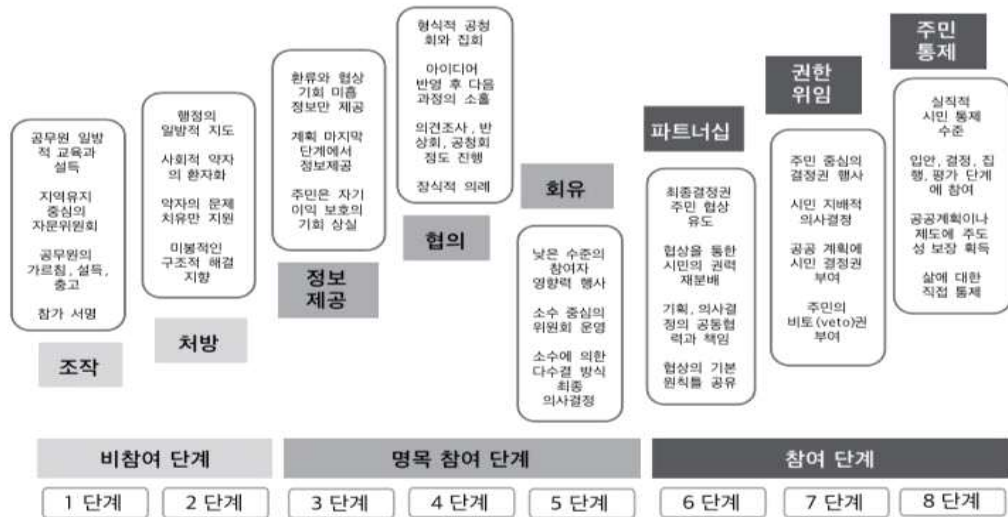 공무원 일방
적 교육과
설득
지역유지
중심의
자문위원회
공무원의
가르침, 설득,
충고
참가 서명
조작
행정의
일방적 지도
사회적 약자
의 환자화
약자의 문제
치유만 지원
미봉적인
구조적 해결
지향
처방
환류와 협상
기회 미흡
정보만 제공
계획 마지막
단계에서
정보제공
주민은 자기
이익 보호의
기회 상실
정보
제공
형식적 공청
회와 집회
아이디어
반영 후 다음
과정의 소홀
의견조사, 반
상회, 공청회
정도 진행
장식적 의례
협의
회유
낮은 수준의
참여자
영향력 행사
소수 중심의
위원회 운영
소수에 의한
다수결 방식
최종
의사결정
파트너십
최종결정권
주민 협상
유도
협상을 통한
시민의 권력
재분배
기획, 의사결
정의 공동협
력과 책임
협상의 기본
원칙틀 공유
권한
위임
주민 중심의
결정권 행사
시민 지배적
의사결정
공공 계획에
시민 결정권
부여
주민의
비토(veto)권
부여
주민
통제
실직적
시민 통제
수준
입안, 결정, 집
행, 평가 단계
에 참여
공공계획이나
제도에 주도
성 보장 획득
삶에 대한
직접 통제
비참여 단계
명목 참여 단계
참여 단계
1 단계
2 단계
3 단계
4 단계
5 단계
6 단계
7 단계
8 단계